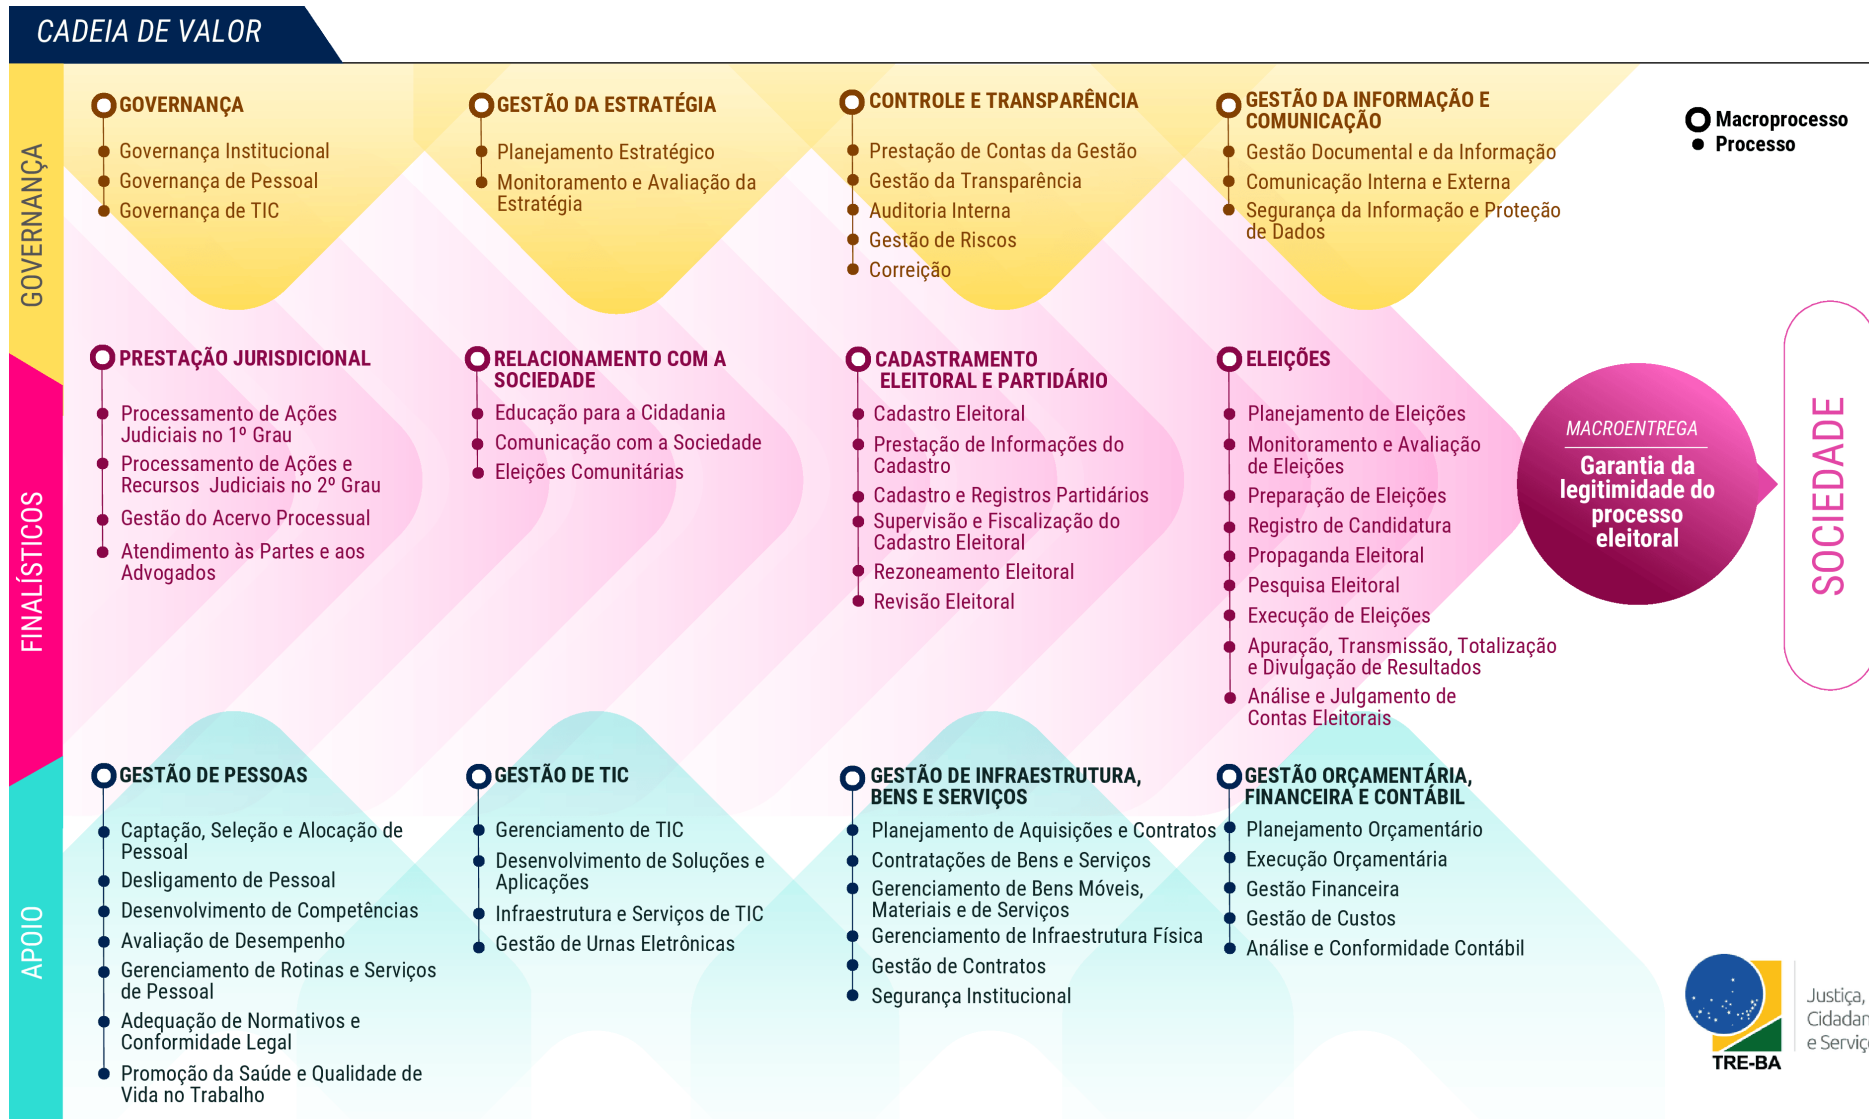 CADEIA DE VALOR
GOVERNANÇA
GOVERNANÇA
Governança Institucional
Governança de Pessoal
Governança de TIC
GESTÃO DA ESTRATÉGIA
Planejamento Estratégico
Monitoramento e Avaliação da
Estratégia
CONTROLE E TRANSPARÊNCIA
Prestação de Contas da Gestão
Gestão da Transparência
Auditoria Interna
Gestão de Riscos
Correição
GESTÃO DA INFORMAÇÃO E
COMUNICAÇÃO
Gestão Documental e da Informação
Comunicação Interna e Externa
Segurança da Informação e Proteção
de Dados
Macroprocesso
Processo
FINALÍSTICOS
PRESTAÇÃO JURISDICIONAL
Processamento de Ações
Judiciais no 1º Grau
Processamento de Ações e
Recursos Judiciais no 2º Grau
Gestão do Acervo Processual
Atendimento às Partes e aos
Advogados
RELACIONAMENTO COM A
SOCIEDADE
Educação para a Cidadania
Comunicação com a Sociedade
Eleições Comunitárias
CADASTRAMENTO
ELEITORAL E PARTIDÁRIO
Cadastro Eleitoral
Prestação de Informações do
Cadastro
Cadastro e Registros Partidários
Supervisão e Fiscalização do
Cadastro Eleitoral
Rezoneamento Eleitoral
Revisão Eleitoral
ELEIÇÕES
Planejamento de Eleições
Monitoramento e Avaliação
de Eleições
Preparação de Eleições
Registro de Candidatura
Propaganda Eleitoral
Pesquisa Eleitoral
Execução de Eleições
Apuração, Transmissão, Totalização
e Divulgação de Resultados
Análise e Julgamento de
Contas Eleitorais
MACROENTREGA
Garantia da
legitimidade do
processo
eleitoral
SOCIEDADE
APOIO
GESTÃO DE PESSOAS
Captação, Seleção e Alocação de
Pessoal
Desligamento de Pessoal
Desenvolvimento de Competências
Avaliação de Desempenho
Gerenciamento de Rotinas e Serviços
de Pessoal
Adequação de Normativos e
Conformidade Legal
Promoção da Saúde e Qualidade de
Vida no Trabalho
GESTÃO DE TIC
Gerenciamento de TIC
Desenvolvimento de Soluções e
Aplicações
Infraestrutura e Serviços de TIC
Gestão de Urnas Eletrônicas
GESTÃO DE INFRAESTRUTURA,
BENS E SERVIÇOS
Planejamento de Aquisições e Contratos
Contratações de Bens e Serviços
Gerenciamento de Bens Móveis,
Materiais e de Serviços
Gerenciamento de Infraestrutura Física
Gestão de Contratos
Segurança Institucional
GESTÃO ORÇAMENTÁRIA,
FINANCEIRA E CONTÁBIL
Planejamento Orçamentário
Execução Orçamentária
Gestão Financeira
Gestão de Custos
Análise e Conformidade Contábil
TRE-BA
Justiça,
e